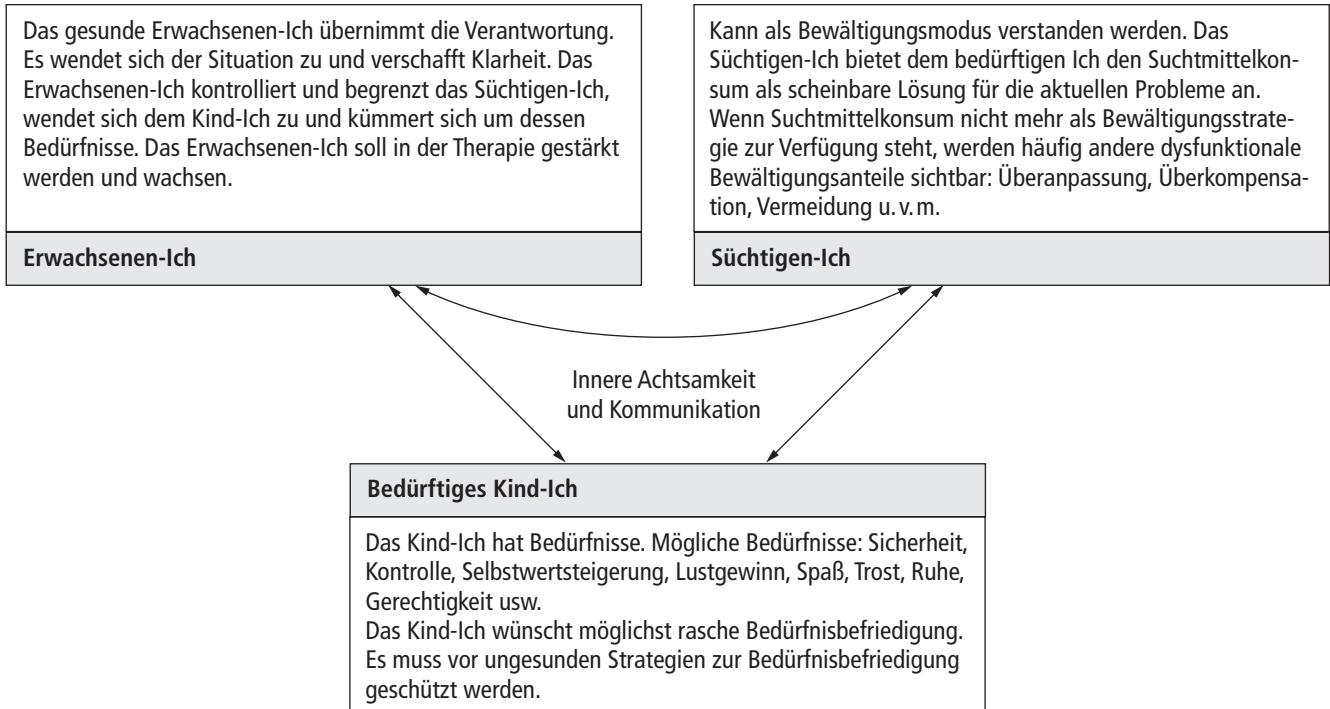 Das gesunde Erwachsenen-Ich übernimmt die Verantwortung.
Es wendet sich der Situation zu und verschafft Klarheit. Das
Erwachsenen-Ich kontrolliert und begrenzt das Süchtigen-Ich,
wendet sich dem Kind-Ich zu und kümmert sich um dessen
Bedürfnisse. Das Erwachsenen-Ich soll in der Therapie gestärkt
werden und wachsen.
Erwachsenen-Ich
Kann als Bewältigungsmodus verstanden werden. Das
Süchtigen-Ich bietet dem bedürftigen Ich den Suchtmittelkon-
sum als scheinbare Lösung für die aktuellen Probleme an.
Wenn Suchtmittelkonsum nicht mehr als Bewältigungsstrate-
gie zur Verfügung steht, werden häufig andere dysfunktionale
Bewältigungsanteile sichtbar: Überanpassung, Überkompensa-
tion, Vermeidung u. v. m.
Süchtigen-Ich
Innere Achtsamkeit
und Kommunikation
Bedürftiges Kind-Ich
Das Kind-Ich hat Bedürfnisse. Mögliche Bedürfnisse: Sicherheit,
Kontrolle, Selbstwertsteigerung, Lustgewinn, Spaß, Trost, Ruhe,
Gerechtigkeit usw.
Das Kind-Ich wünscht möglichst rasche Bedürfnisbefriedigung.
Es muss vor ungesunden Strategien zur Bedürfnisbefriedigung
geschützt werden.